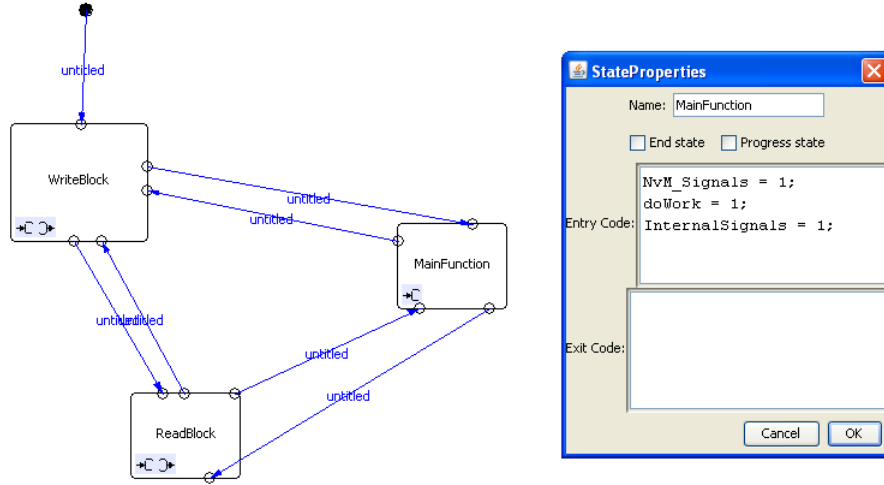 untitled
WriteBlock
untitled
untitled
MainFunction
untitled
untitled
untitled
untitled
ReadBlock
StateProperties
Name: MainFunction
End state Progress state
Entry Code:
NvM_Signals = 1;
doWork = 1;
InternalSignals = 1;
Exit Code:
Cancel OK